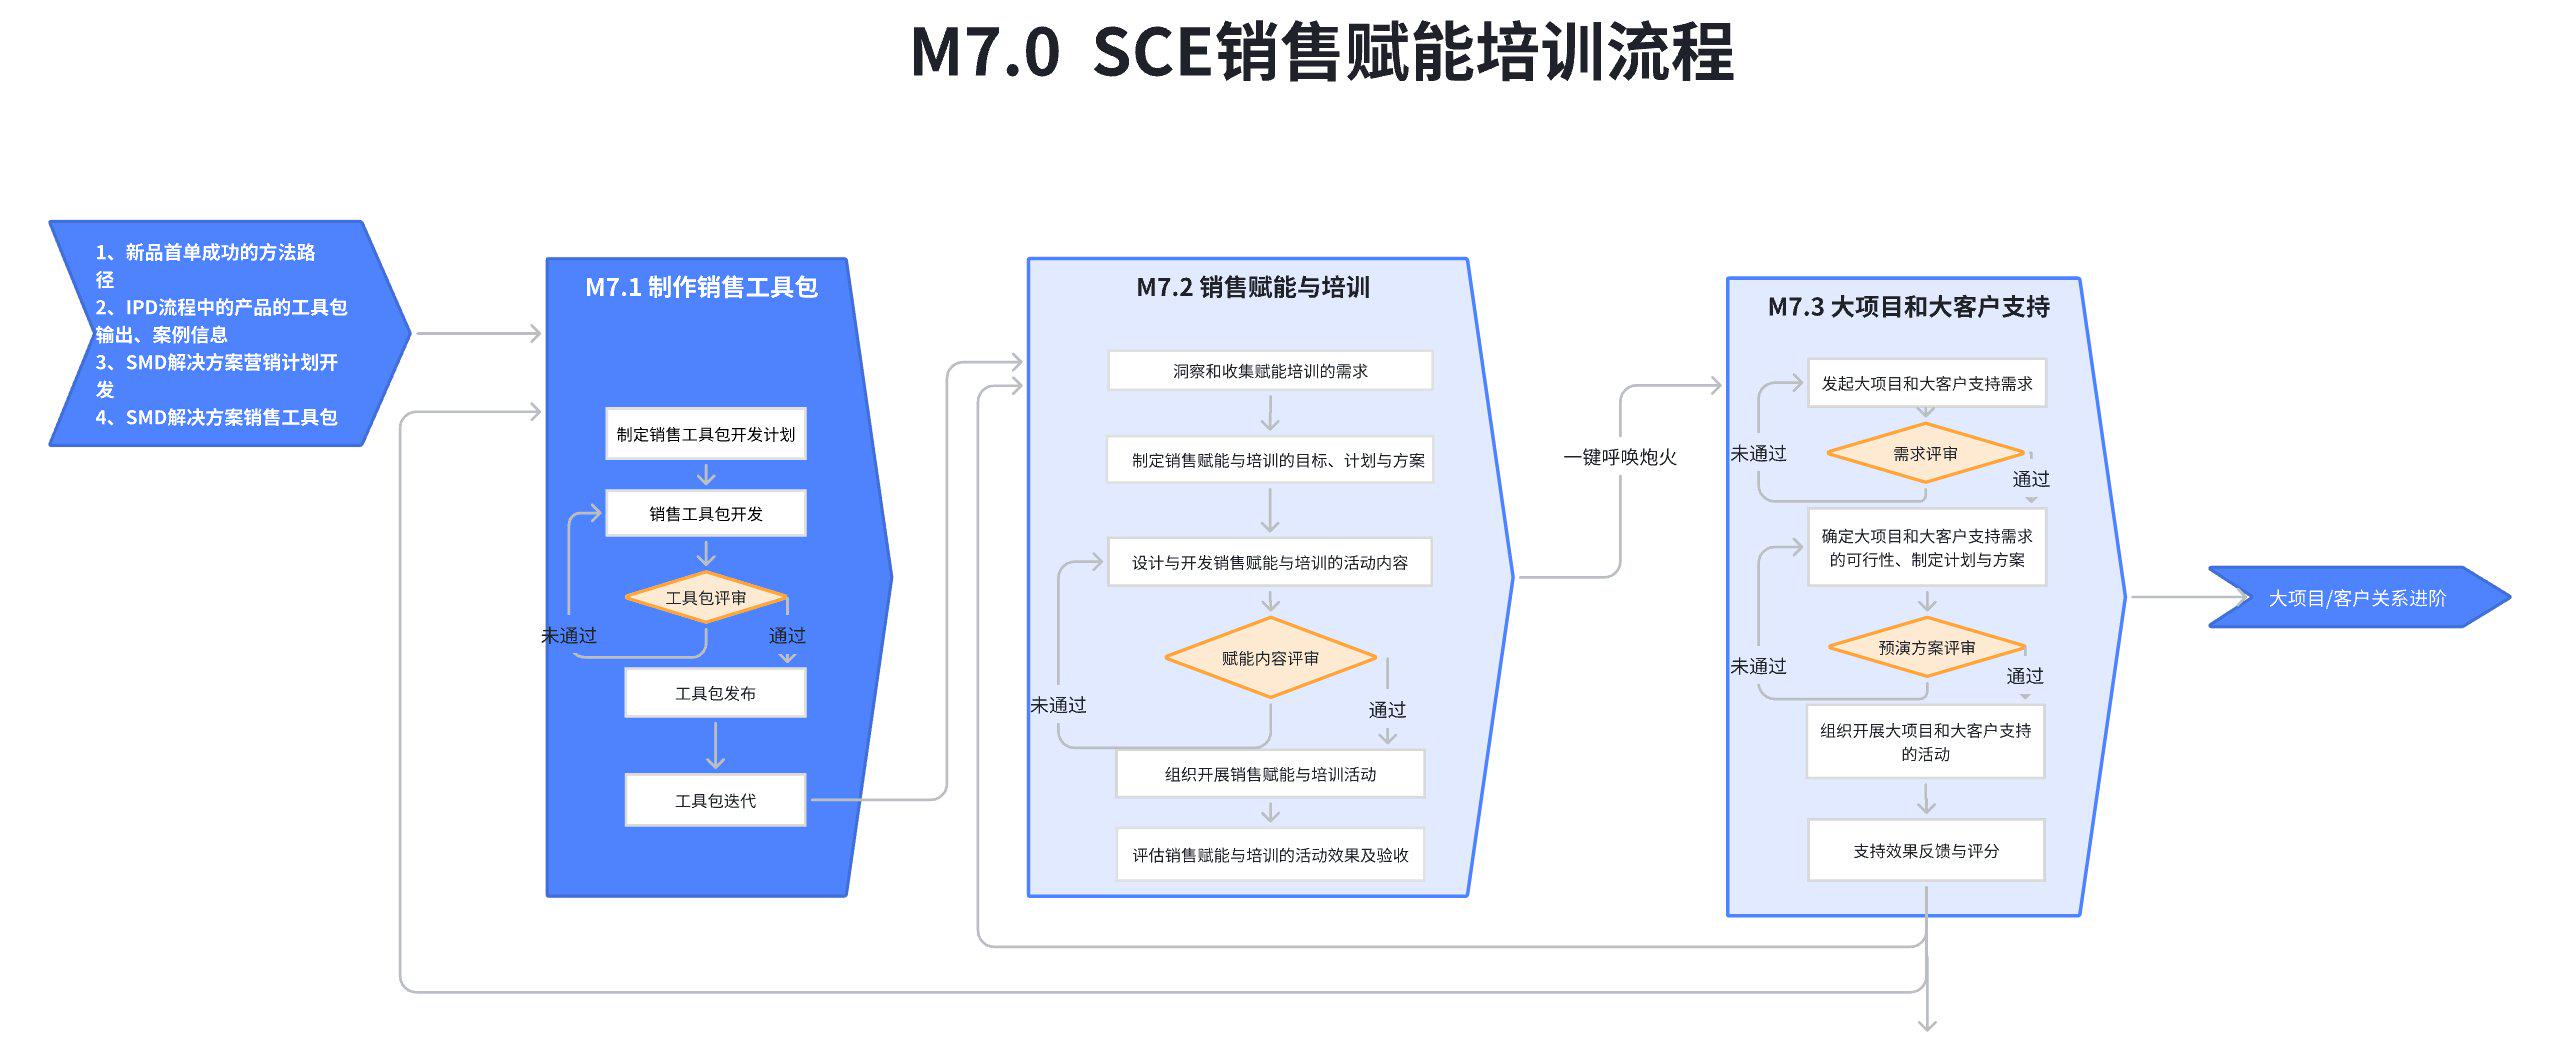 M7.0 SCE销售赋能培训流程
1、新品首单成功的方法路
径
2、IPD流程中的产品的工具包
输出、案例信息
3、SMD解决方案营销计划开
发
4、SMD解决方案销售工具包
M7.1 制作销售工具包
制定销售工具包开发计划
销售工具包开发
工具包评审
未通过
通过
工具包发布
工具包迭代
M7.2 销售赋能与培训
洞察和收集赋能培训的需求
制定销售赋能与培训的目标、计划与方案
设计与开发销售赋能与培训的活动内容
赋能内容评审
未通过
通过
组织开展销售赋能与培训活动
评估销售赋能与培训的活动效果及验收
一键呼唤炮火
M7.3 大项目和大客户支持
发起大项目和大客户支持需求
需求评审
未通过
通过
确定大项目和大客户支持需求
的可行性、制定计划与方案
预演方案评审
未通过
通过
组织开展大项目和大客户支持
的活动
支持效果反馈与评分
大项目/客户关系进阶